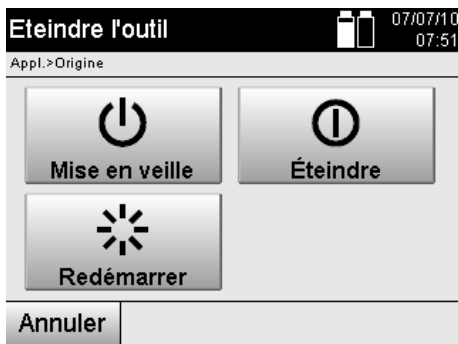 Eteindre l'outil
07/07/10
07:51
Appl.>Origine
Mise en veille
Éteindre
Redémarrer
Annuler